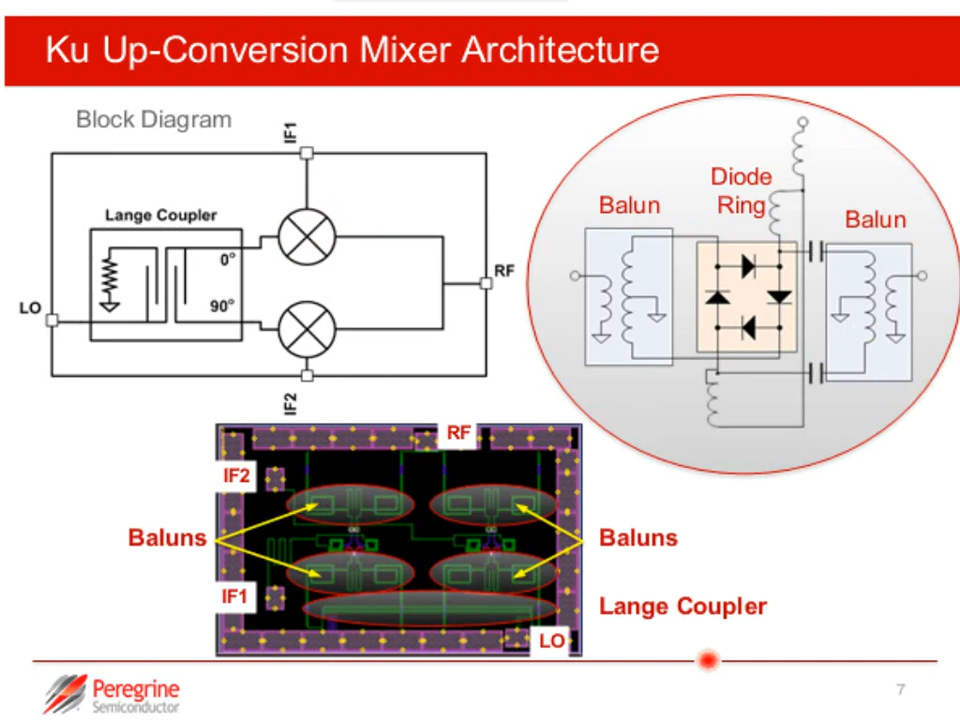 Ku Up-Conversion Mixer Architecture
Block Diagram
IF1
Lange Coupler
0°
90°
LO
RF
IF2
Diode
Ring
Balun
Balun
RF
IF2
Baluns
Baluns
IF1
Lange Coupler
LO
Peregrine
Semiconductor
7